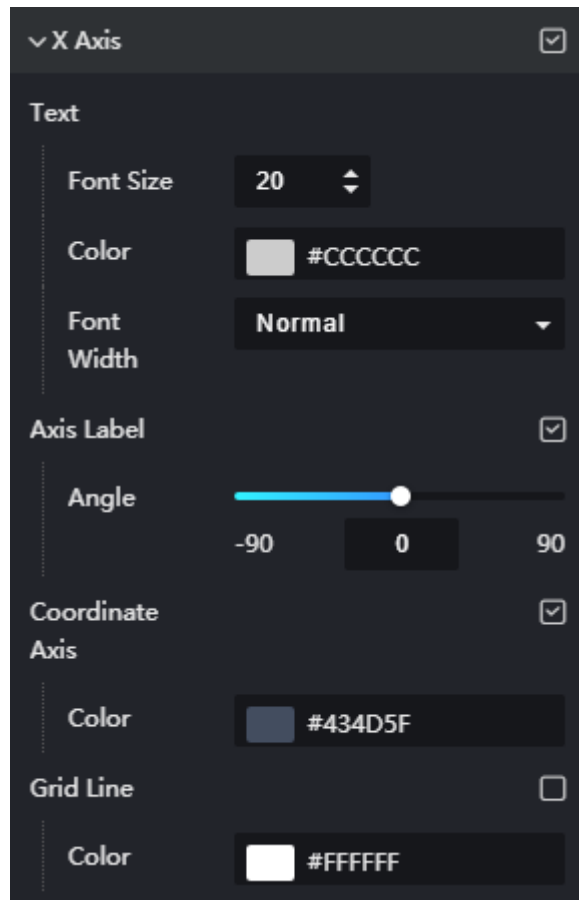 X Axis
Text
Font Size 20
Color #CCCCCC
Font Width Normal
Axis Label
Angle
-90 0 90
Coordinate Axis
Color #434D5F
Grid Line
Color #FFFFFF